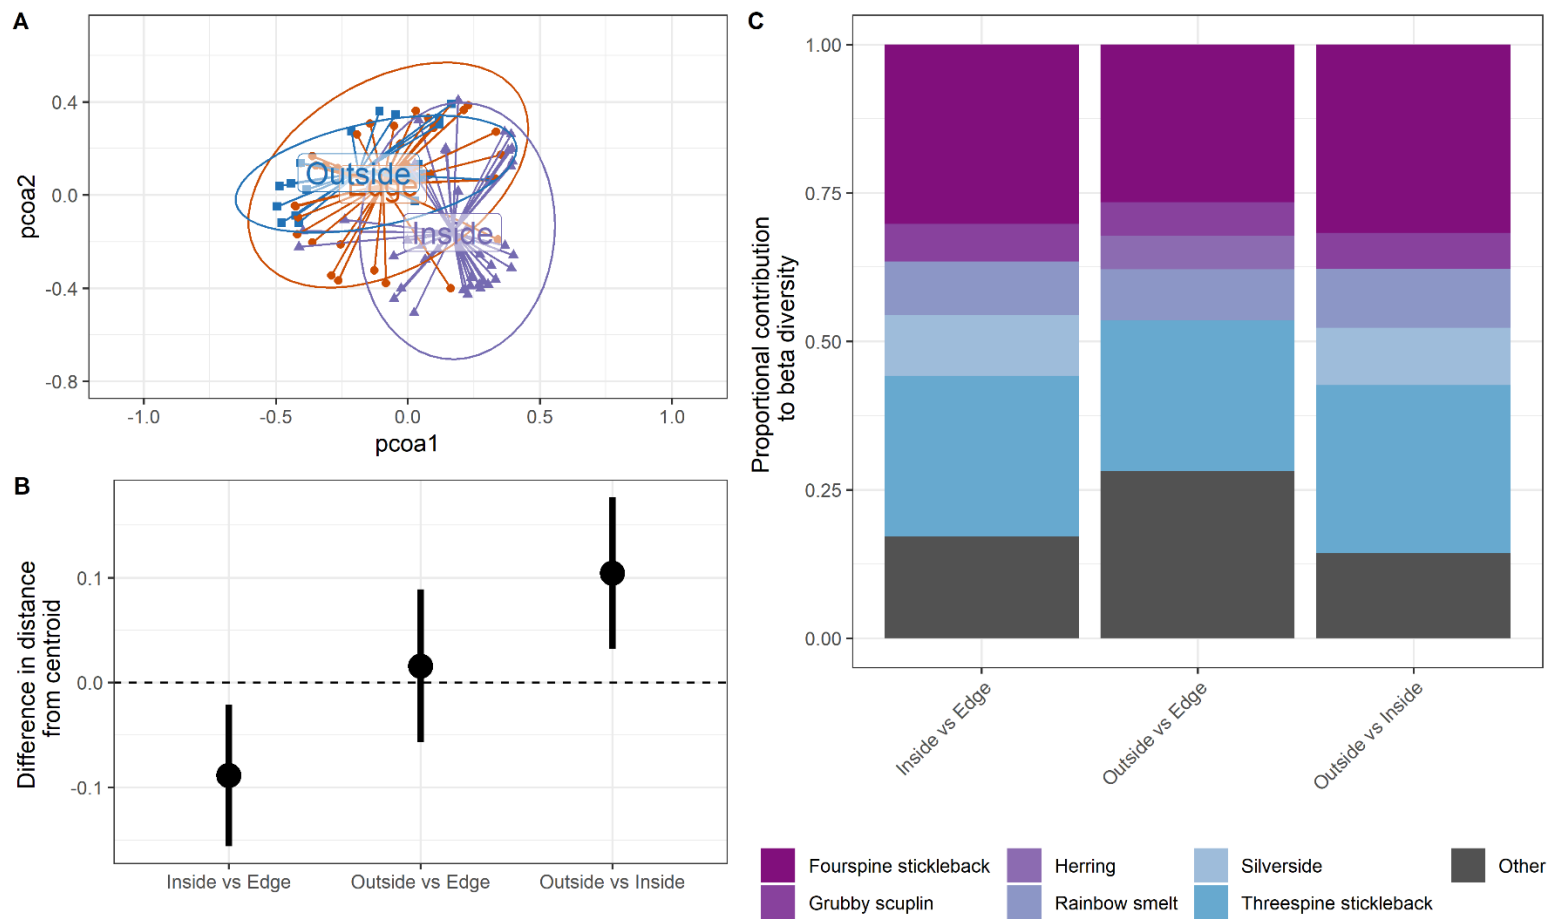 A
0.4
0.0
-0.4
-0.8
pcoa2
Outside
Edge
Inside
-1.0 -0.5 0.0 0.5 1.0
pcoa1
B
0.1
0.0
-0.1
Difference in distance
from centroid
Inside vs Edge Outside vs Edge Outside vs Inside
C
1.00
0.75
0.50
0.25
0.00
Proportional contribution
to beta diversity
Inside vs Edge
Outside vs Edge
Outside vs Inside
Fourspine stickleback Herring Silverside Other
Grubby scuplin Rainbow smelt Threespine stickleback